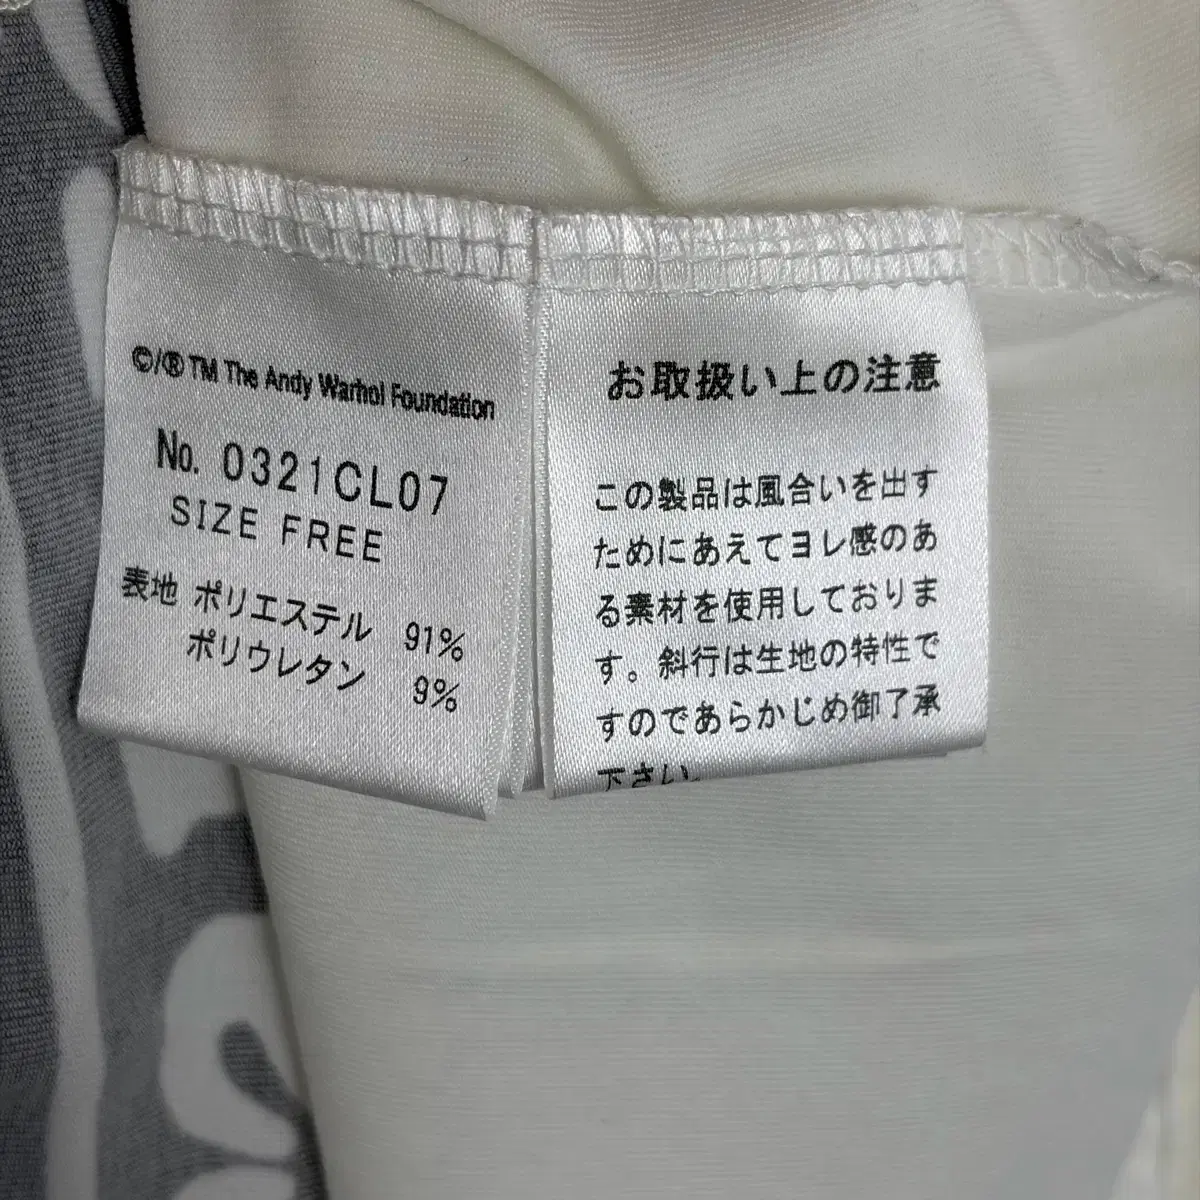 ©/® TM The Andy Warhol Foundation
No. 0321CL07
SIZE FREE
表地 ポリエステル 91%
ポリウレタン 9%
お取扱い上の注意
この製品は風合いを出す
ためにあえてヨレ感のあ
る素材を使用しておりま
す。斜行は生地の特性で
すのであらかじめ御了承
下さい。